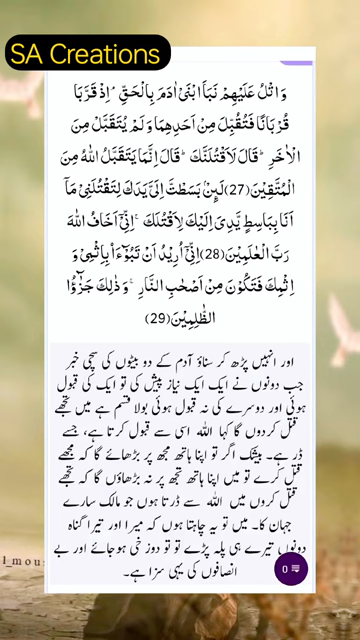 SA Creations
وَاتْلُ عَلَیْهِمْ نَبَاَ ابْنَیْ اٰدَمَ بِالْحَقِّ ۘ اِذْ قَرَّبَا
قُرْبَانًا فَتُقُبِّلَ مِنْ اَحَدِهِمَا وَ لَمْ یُتَقَبَّلْ مِنَ
الْاٰخَرِ ؕ قَالَ لَاَقْتُلَنَّكَ ؕ قَالَ اِنَّمَا یَتَقَبَّلُ اللّٰهُ مِنَ
الْمُتَّقِیْنَ(27) لَىٕنْۢ بَسَطْتَّ اِلَیَّ یَدَكَ لِتَقْتُلَنِیْ مَاۤ
اَنَا بِبَاسِطٍ یَّدِیَ اِلَیْكَ لِاَقْتُلَكَ ۚ اِنِّیْۤ اَخَافُ اللّٰهَ
رَبَّ الْعٰلَمِیْنَ(28) اِنِّیْۤ اُرِیْدُ اَنْ تَبُوْٓءَاۡ بِاِثْمِیْ وَ
اِثْمِكَ فَتَكُوْنَ مِنْ اَصْحٰبِ النَّارِ ۚ وَ ذٰلِكَ جَزٰٓؤُا
الظّٰلِمِیْنَ(29)
اور انہیں پڑھ کر سناؤ آدم کے دو بیٹوں کی سچی خبر
جب دونوں نے ایک ایک نیاز پیش کی تو ایک کی قبول
ہوئی اور دوسرے کی نہ قبول ہوئی بولا قسم ہے میں تجھے
قتل کردوں گا کہا اللہ اسی سے قبول کرتا ہے، جسے
ڈر ہے۔ بیشک اگر تو اپنا ہاتھ مجھ پر بڑھائے گا کہ مجھے
قتل کرے تو میں اپنا ہاتھ تجھ پر نہ بڑھاؤں گا کہ تجھے
قتل کروں میں اللہ سے ڈرتا ہوں جو مالک سارے
جہان کا۔ میں تو یہ چاہتا ہوں کہ میرا اور تیرا گناہ
دونوں تیرے ہی پلہ پڑے تو تو دوزخی ہوجائے اور بے
انصافوں کی یہی سزا ہے۔
0